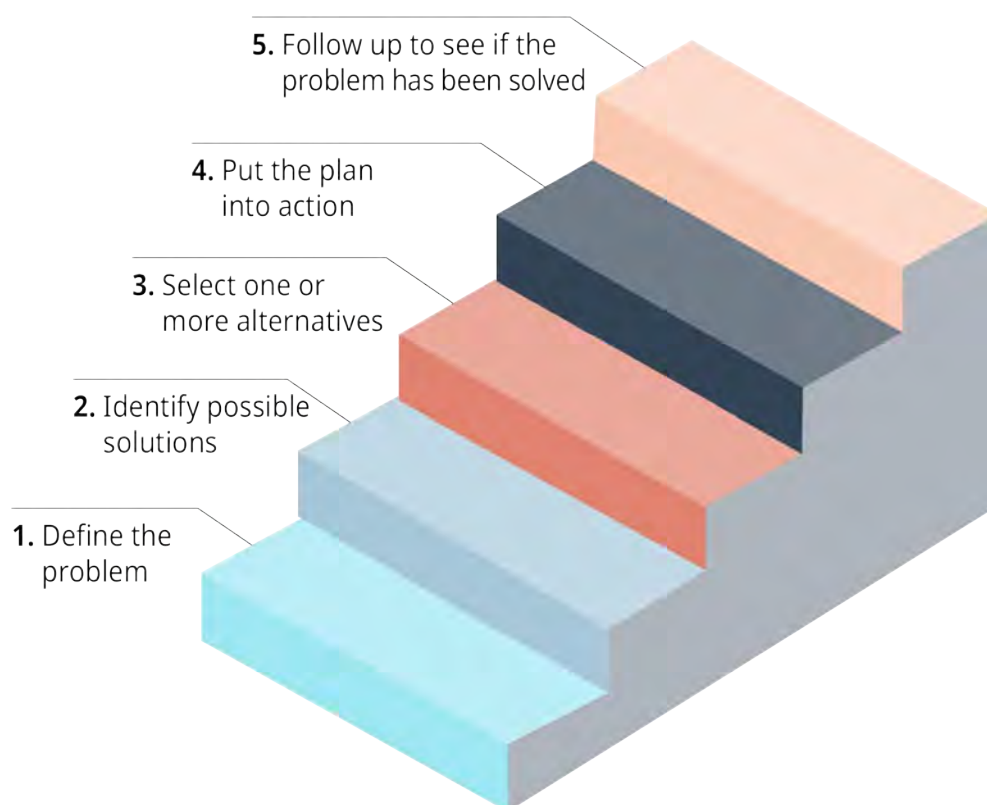 5. Follow up to see if the
problem has been solved
4. Put the plan
into action
3. Select one or
more alternatives
2. Identify possible
solutions
1. Define the
problem